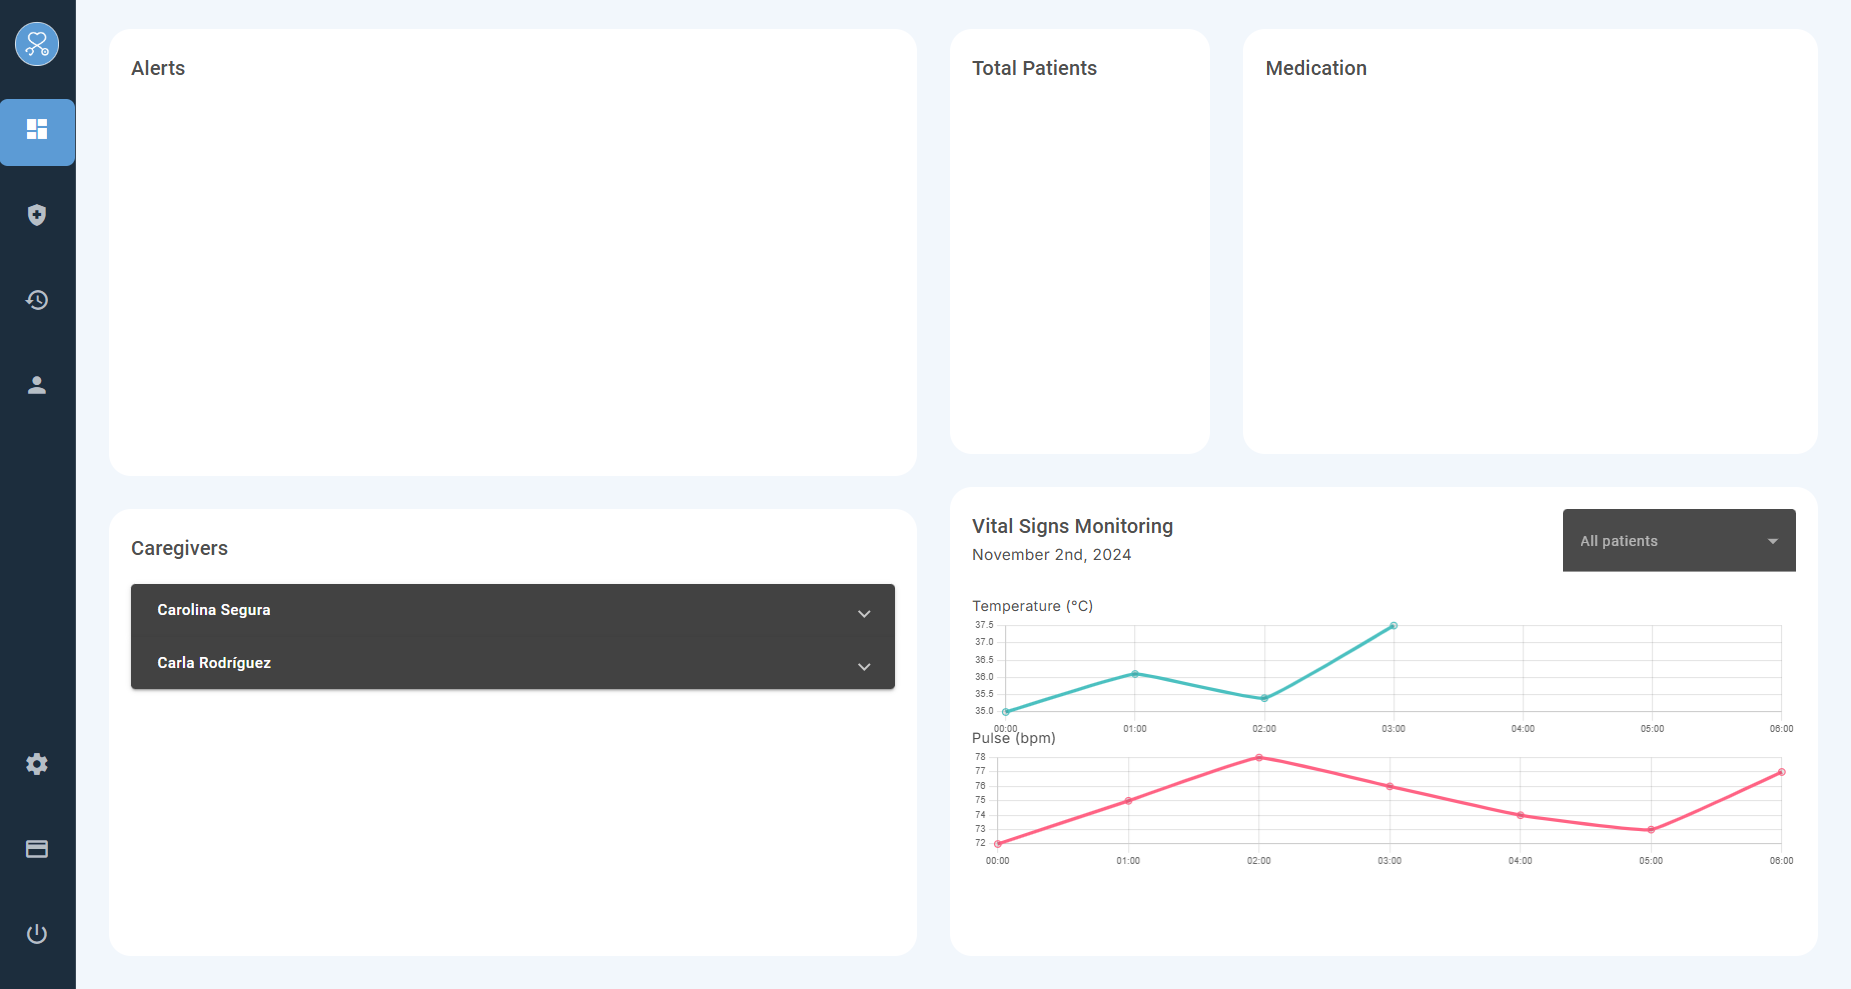 Alerts
Total Patients
Medication
Caregivers
Carolina Segura
Carla Rodríguez
Vital Signs Monitoring
November 2nd, 2024
All patients
Temperature (°C)
37.5
37.0
36.5
36.0
35.5
35.0
00:00 01:00 02:00 03:00 04:00 05:00 06:00
Pulse (bpm)
78
77
76
75
74
73
72
00:00 01:00 02:00 03:00 04:00 05:00 06:00